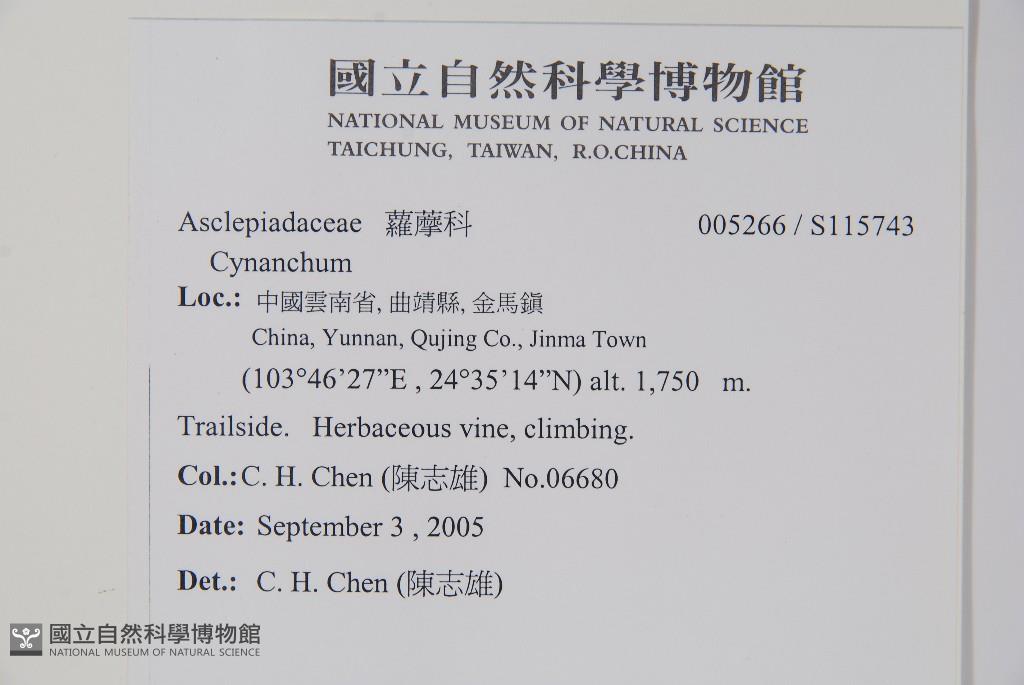 國立自然科學博物館
NATIONAL MUSEUM OF NATURAL SCIENCE
TAICHUNG, TAIWAN, R.O.CHINA
Asclepiadaceae 蘿藦科 005266 / S115743
Cynanchum
Loc.: 中國雲南省, 曲靖縣, 金馬鎭
China, Yunnan, Qujing Co., Jinma Town
(103°46’27”E , 24°35’14”N) alt. 1,750 m.
Trailside. Herbaceous vine, climbing.
Col.: C. H. Chen (陳志雄) No.06680
Date: September 3 , 2005
Det.: C. H. Chen (陳志雄)
國立自然科學博物館
NATIONAL MUSEUM OF NATURAL SCIENCE